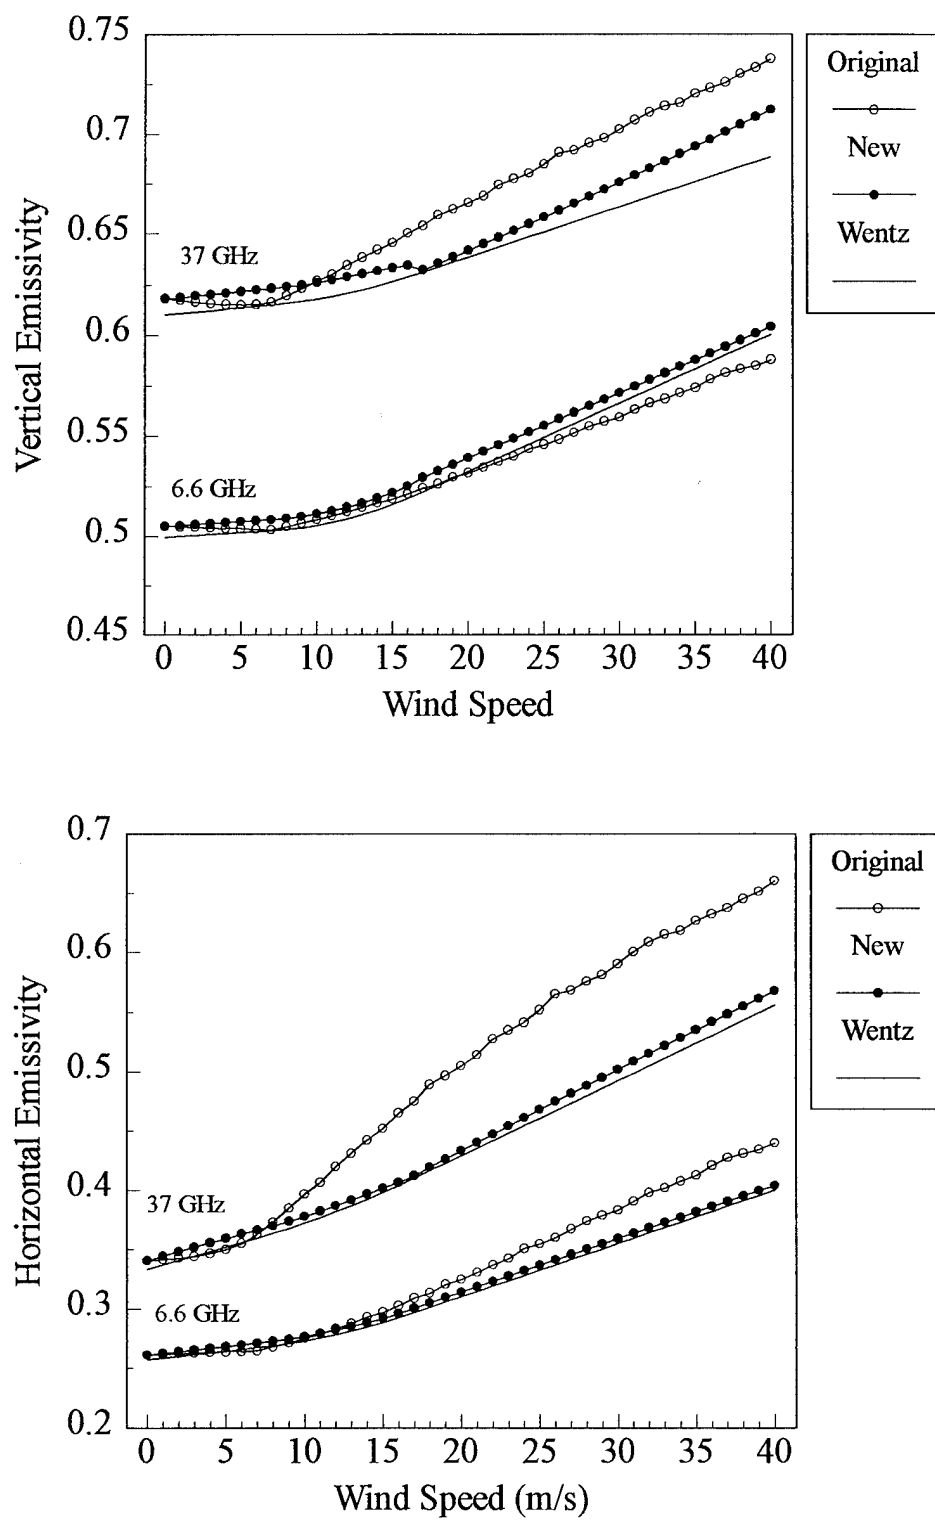 0.75
0.7
0.65
0.6
0.55
0.5
0.45
Vertical Emissivity
37 GHz
6.6 GHz
0 5 10 15 20 25 30 35 40
Wind Speed
Original
New
Wentz
0.7
0.6
0.5
0.4
0.3
0.2
Horizontal Emissivity
37 GHz
6.6 GHz
0 5 10 15 20 25 30 35 40
Wind Speed (m/s)
Original
New
Wentz